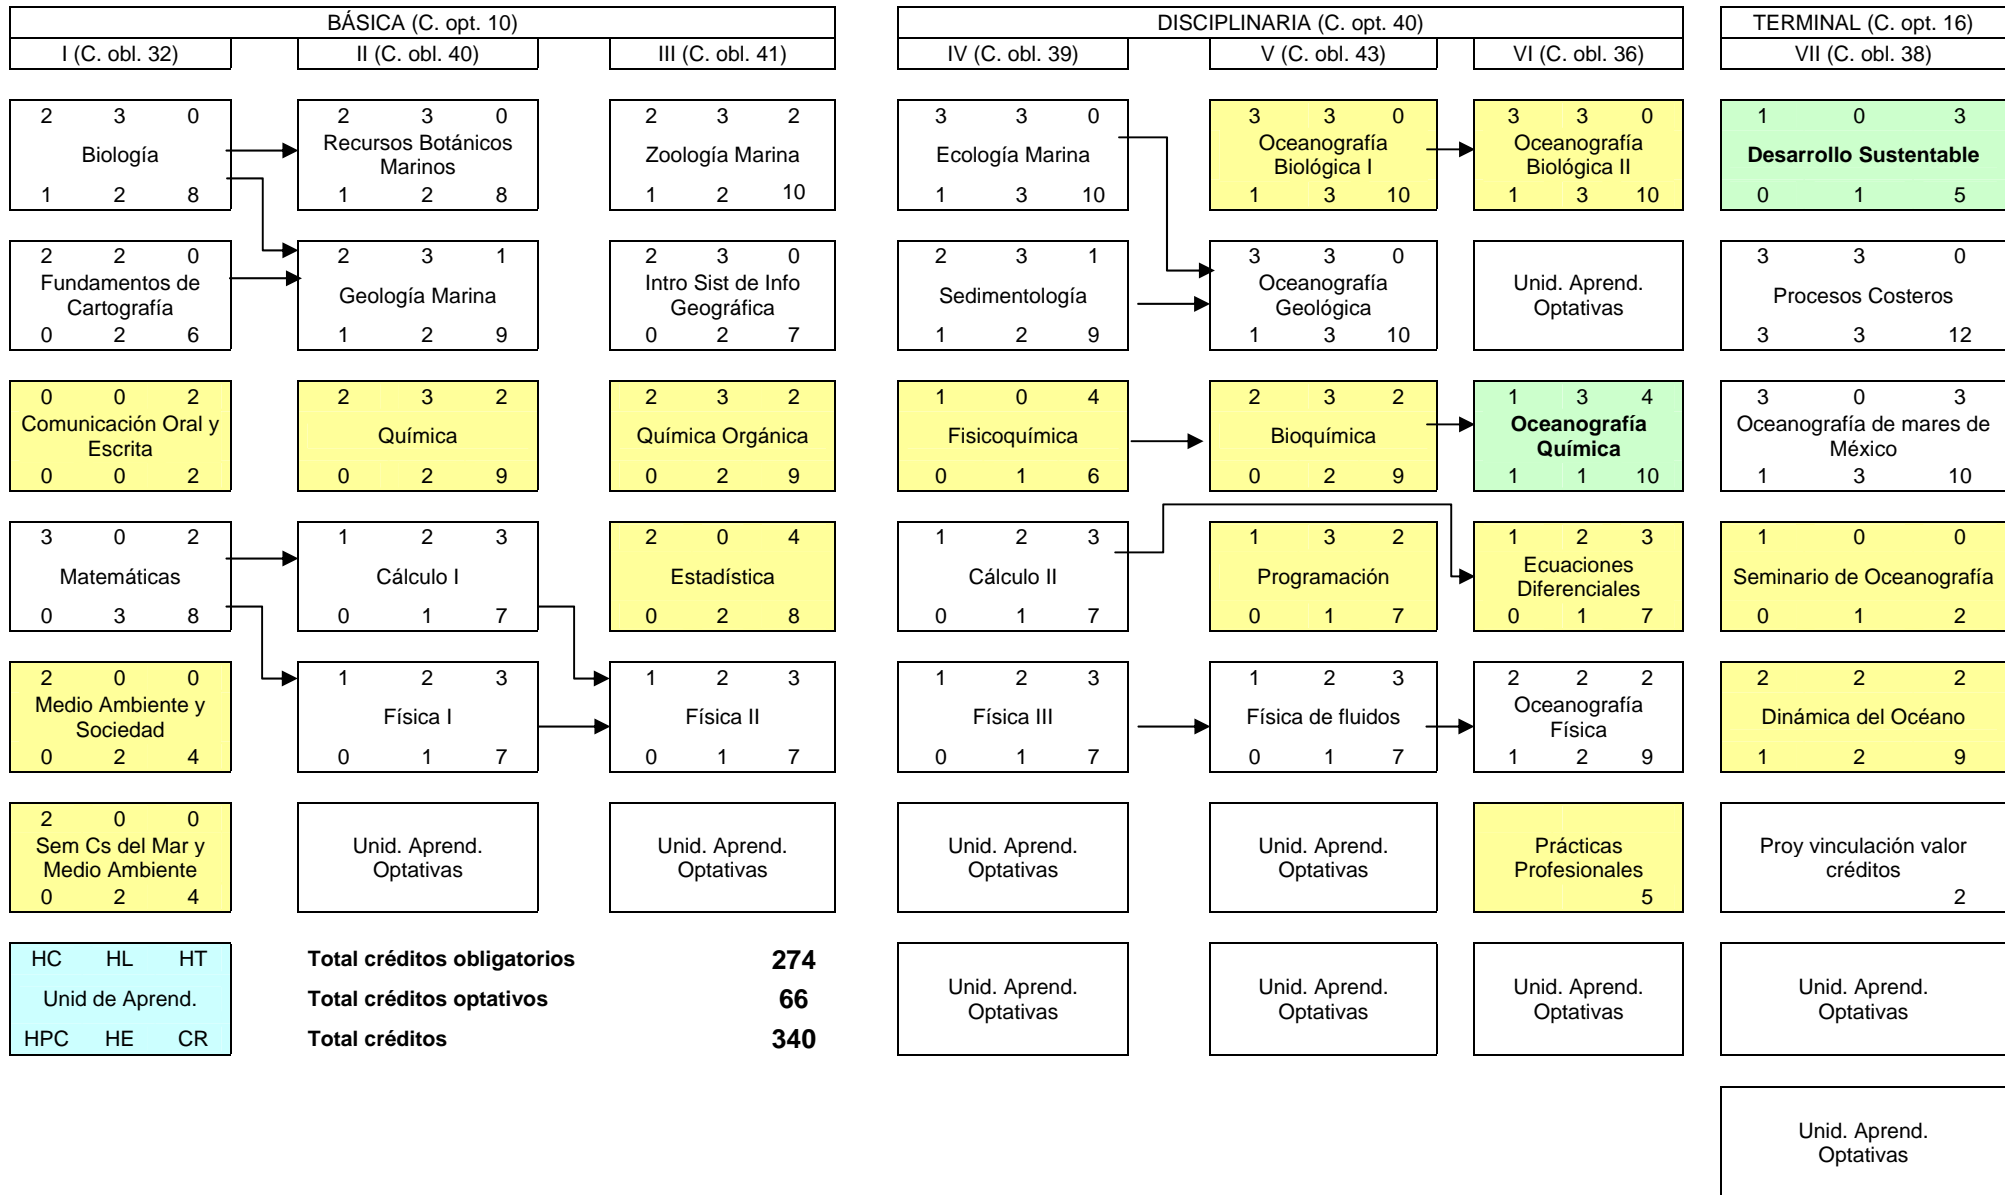 BÁSICA (C. opt. 10)
DISCIPLINARIA (C. opt. 40)
TERMINAL (C. opt. 16)
I (C. obl. 32)
II (C. obl. 40)
III (C. obl. 41)
IV (C. obl. 39)
V (C. obl. 43)
VI (C. obl. 36)
VII (C. obl. 38)
2 3 0
Biología
1 2 8
2 3 0
Recursos Botánicos
Marinos
1 2 8
2 3 2
Zoología Marina
1 2 10
3 3 0
Ecología Marina
1 3 10
3 3 0
Oceanografía
Biológica I
1 3 10
3 3 0
Oceanografía
Biológica II
1 3 10
1 0 3
Desarrollo Sustentable
0 1 5
2 2 0
Fundamentos de
Cartografía
0 2 6
2 3 1
Geología Marina
1 2 9
2 3 0
Intro Sist de Info
Geográfica
0 2 7
2 3 1
Sedimentología
1 2 9
3 3 0
Oceanografía
Geológica
1 3 10
Unid. Aprend.
Optativas
3 3 0
Procesos Costeros
3 3 12
0 0 2
Comunicación Oral y
Escrita
0 0 2
2 3 2
Química
0 2 9
2 3 2
Química Orgánica
0 2 9
1 0 4
Fisicoquímica
0 1 6
2 3 2
Bioquímica
0 2 9
1 3 4
Oceanografía
Química
1 1 10
3 0 3
Oceanografía de mares de
México
1 3 10
3 0 2
Matemáticas
0 3 8
1 2 3
Cálculo I
0 1 7
2 0 4
Estadística
0 2 8
1 2 3
Cálculo II
0 1 7
1 3 2
Programación
0 1 7
1 2 3
Ecuaciones
Diferenciales
0 1 7
1 0 0
Seminario de Oceanografía
0 1 2
2 0 0
Medio Ambiente y
Sociedad
0 2 4
1 2 3
Física I
0 1 7
1 2 3
Física II
0 1 7
1 2 3
Física III
0 1 7
1 2 3
Física de fluidos
0 1 7
2 2 2
Oceanografía
Física
1 2 9
2 2 2
Dinámica del Océano
1 2 9
2 0 0
Sem Cs del Mar y
Medio Ambiente
0 2 4
Unid. Aprend.
Optativas
Unid. Aprend.
Optativas
Unid. Aprend.
Optativas
Unid. Aprend.
Optativas
Prácticas
Profesionales
5
Proy vinculación valor
créditos
2
HC HL HT
Unid de Aprend.
HPC HE CR
Total créditos obligatorios 274
Total créditos optativos 66
Total créditos 340
Unid. Aprend.
Optativas
Unid. Aprend.
Optativas
Unid. Aprend.
Optativas
Unid. Aprend.
Optativas
Unid. Aprend.
Optativas